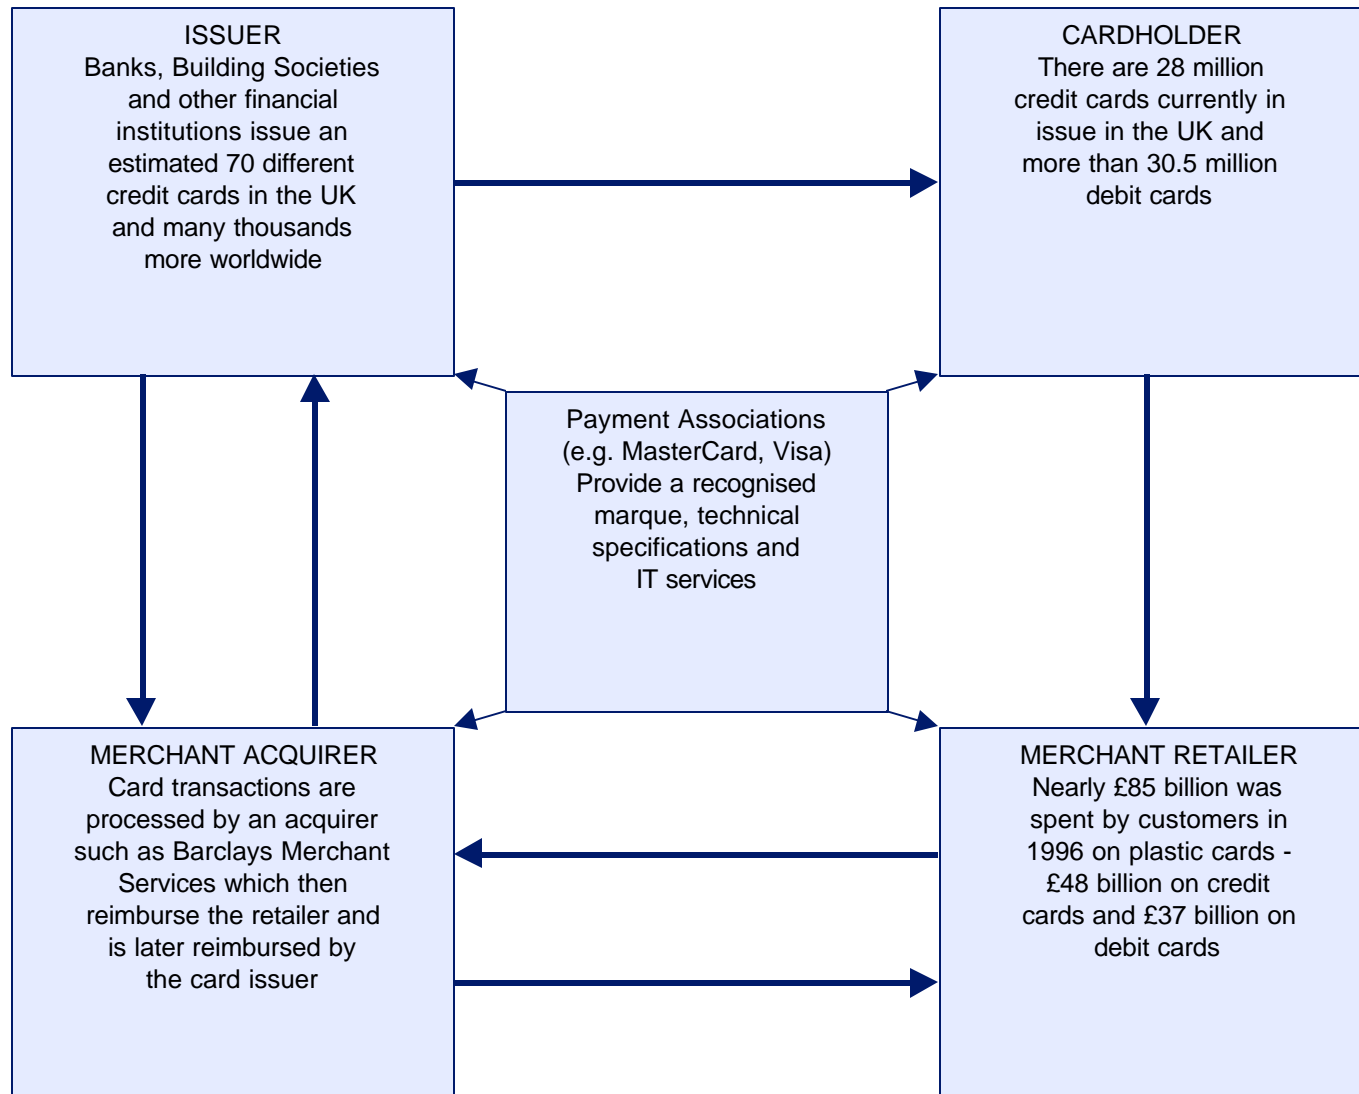 ISSUER
Banks, Building Societies
and other financial
institutions issue an
estimated 70 different
credit cards in the UK
and many thousands
more worldwide
CARDHOLDER
There are 28 million
credit cards currently in
issue in the UK and
more than 30.5 million
debit cards
Payment Associations
(e.g. MasterCard, Visa)
Provide a recognised
marque, technical
specifications and
IT services
MERCHANT ACQUIRER
Card transactions are
processed by an acquirer
such as Barclays Merchant
Services which then
reimburse the retailer and
is later reimbursed by
the card issuer
MERCHANT RETAILER
Nearly £85 billion was
spent by customers in
1996 on plastic cards -
£48 billion on credit
cards and £37 billion on
debit cards